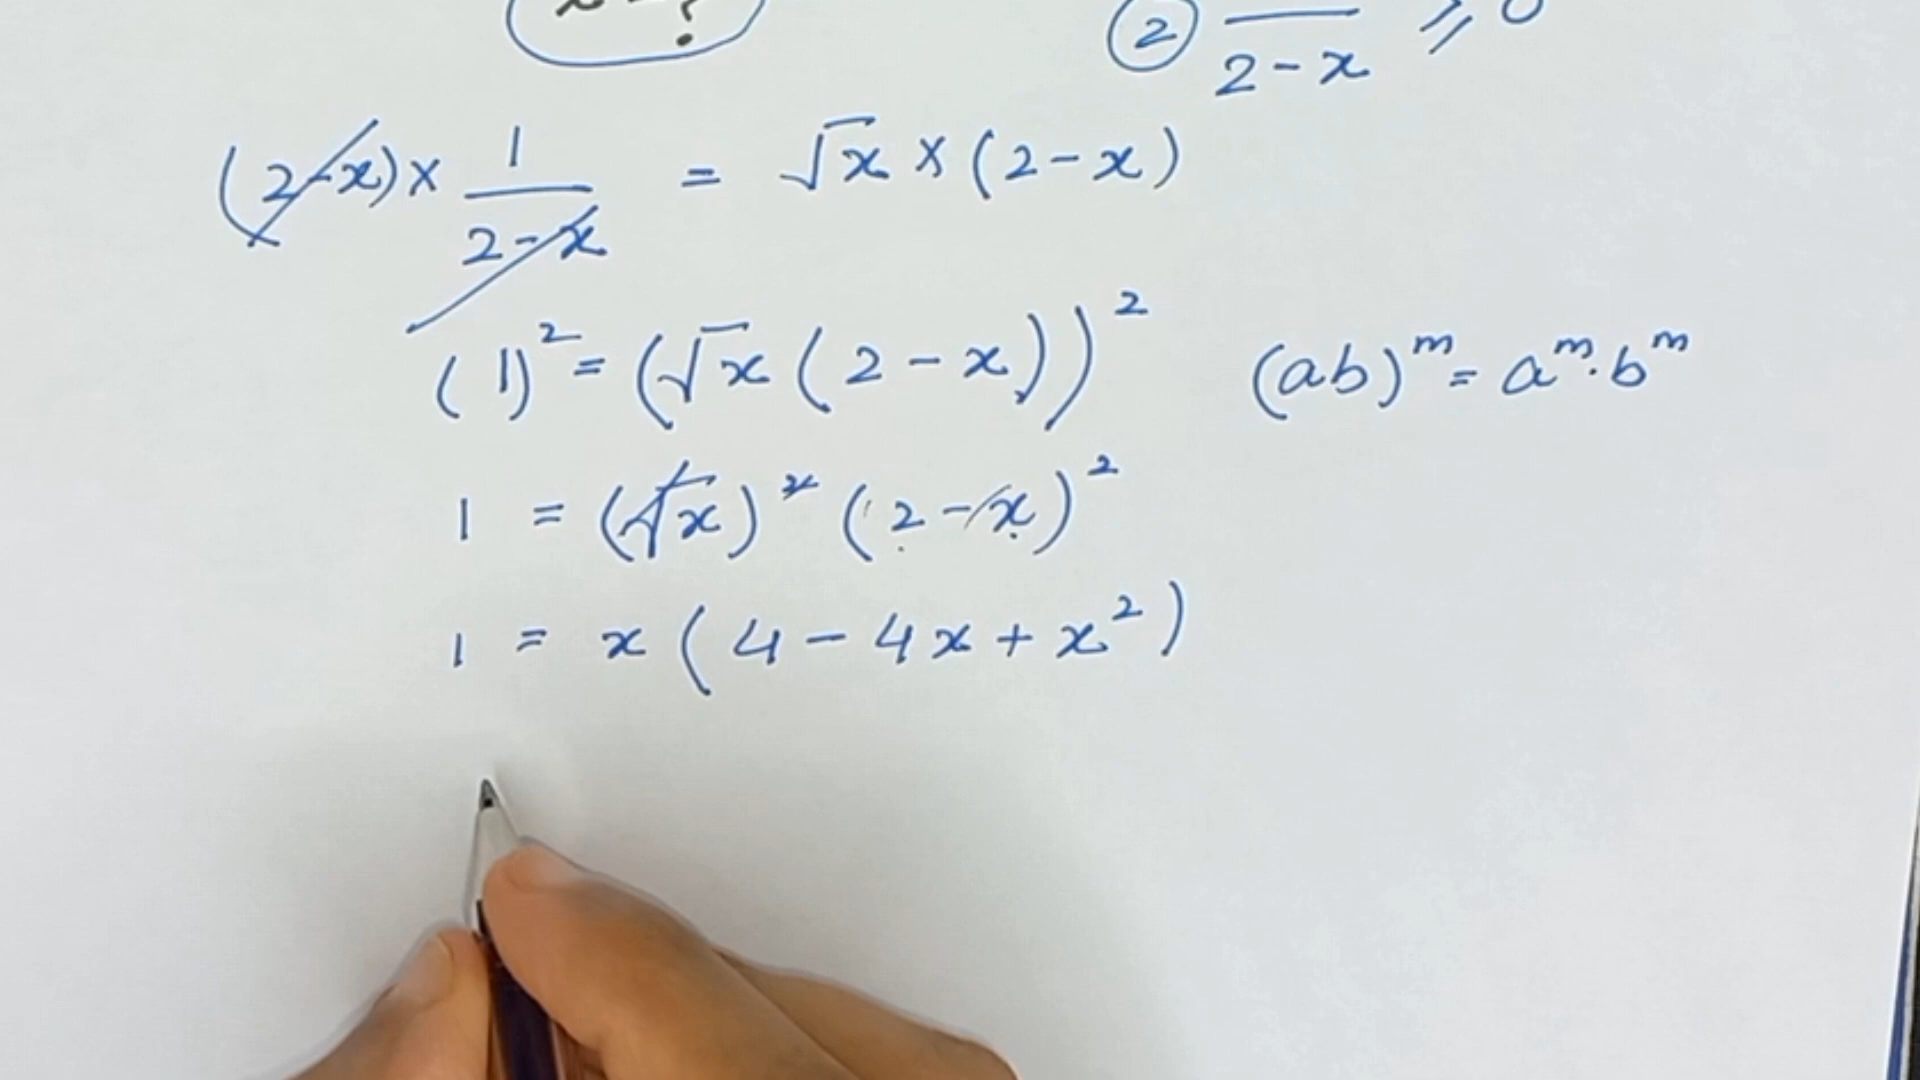 ② 2 - x ≥ 0
(2-x) × 1/(2-x) = √x × (2-x)
(1)² = (√x (2-x))² (ab)ᵐ = aᵐ·bᵐ
1 = (√x)² (2-x)²
1 = x (4 - 4x + x²)